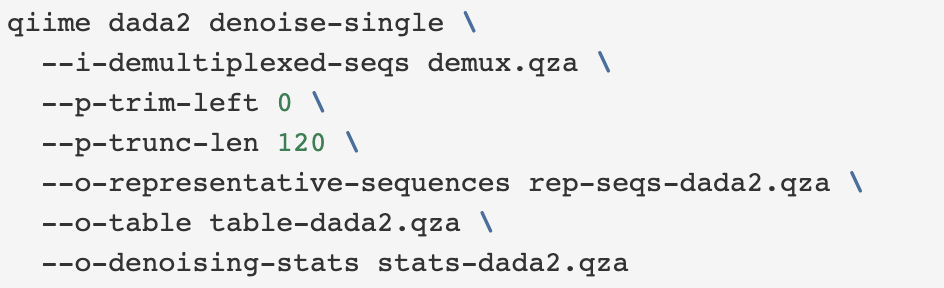 qiime dada2 denoise-single \
  --i-demultiplexed-seqs demux.qza \
  --p-trim-left 0 \
  --p-trunc-len 120 \
  --o-representative-sequences rep-seqs-dada2.qza \
  --o-table table-dada2.qza \
  --o-denoising-stats stats-dada2.qza